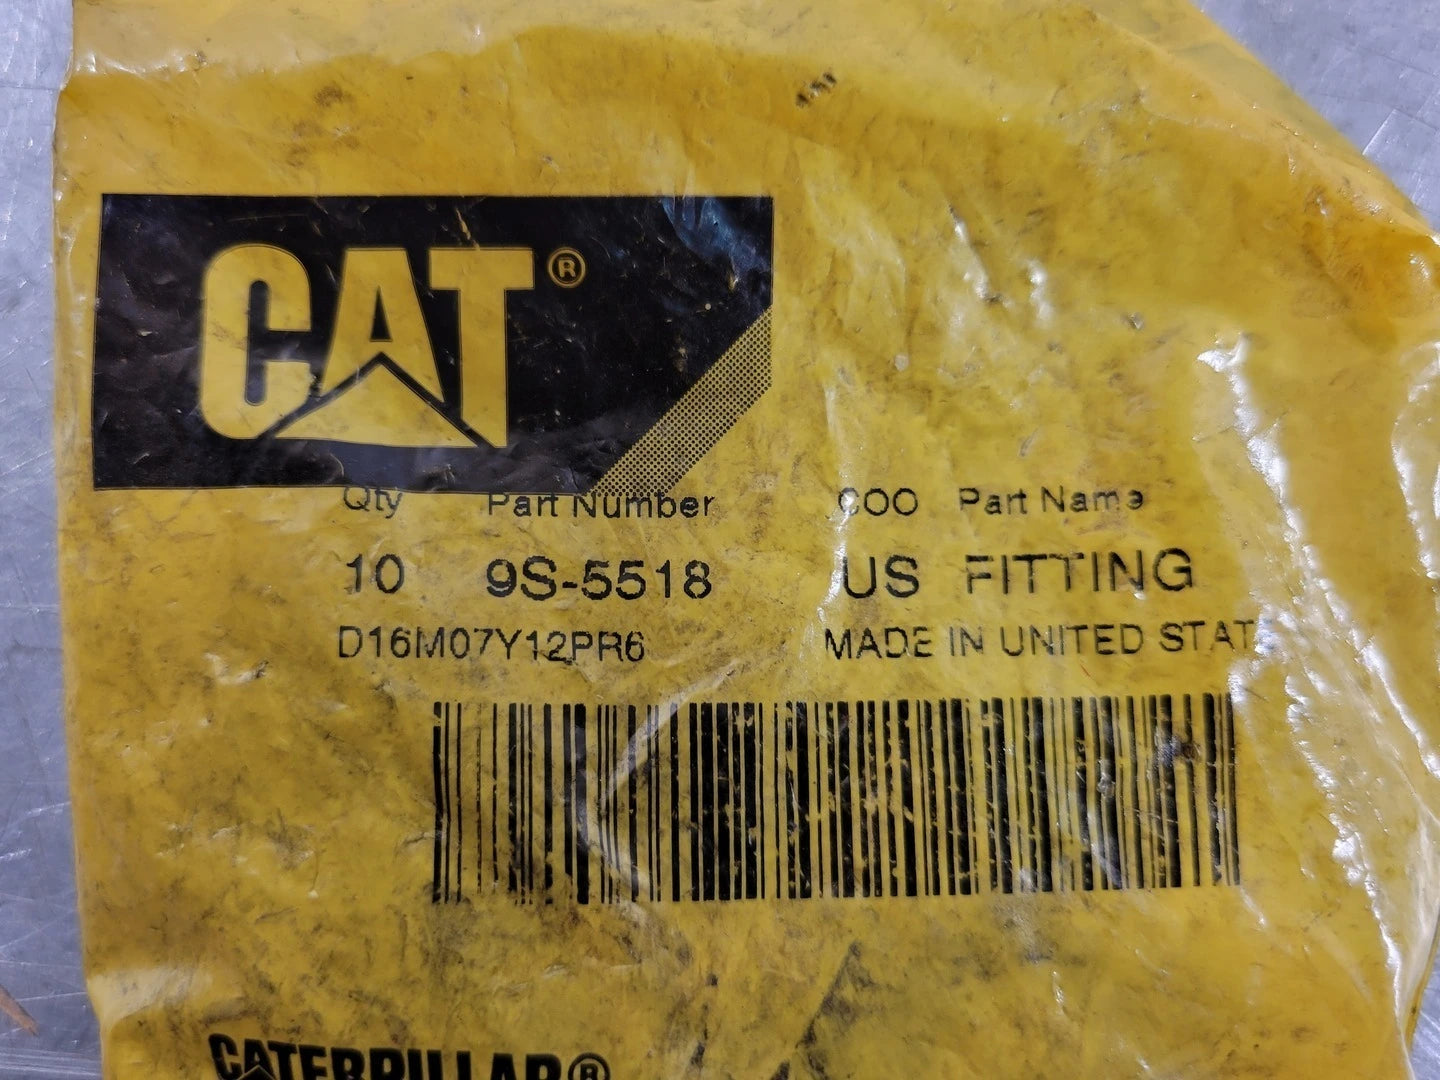 CAT®
Qty Part Number COO Part Name
10 9S-5518 US FITTING
D16M07Y12PR6 MADE IN UNITED STAT
CATERPILLAR®